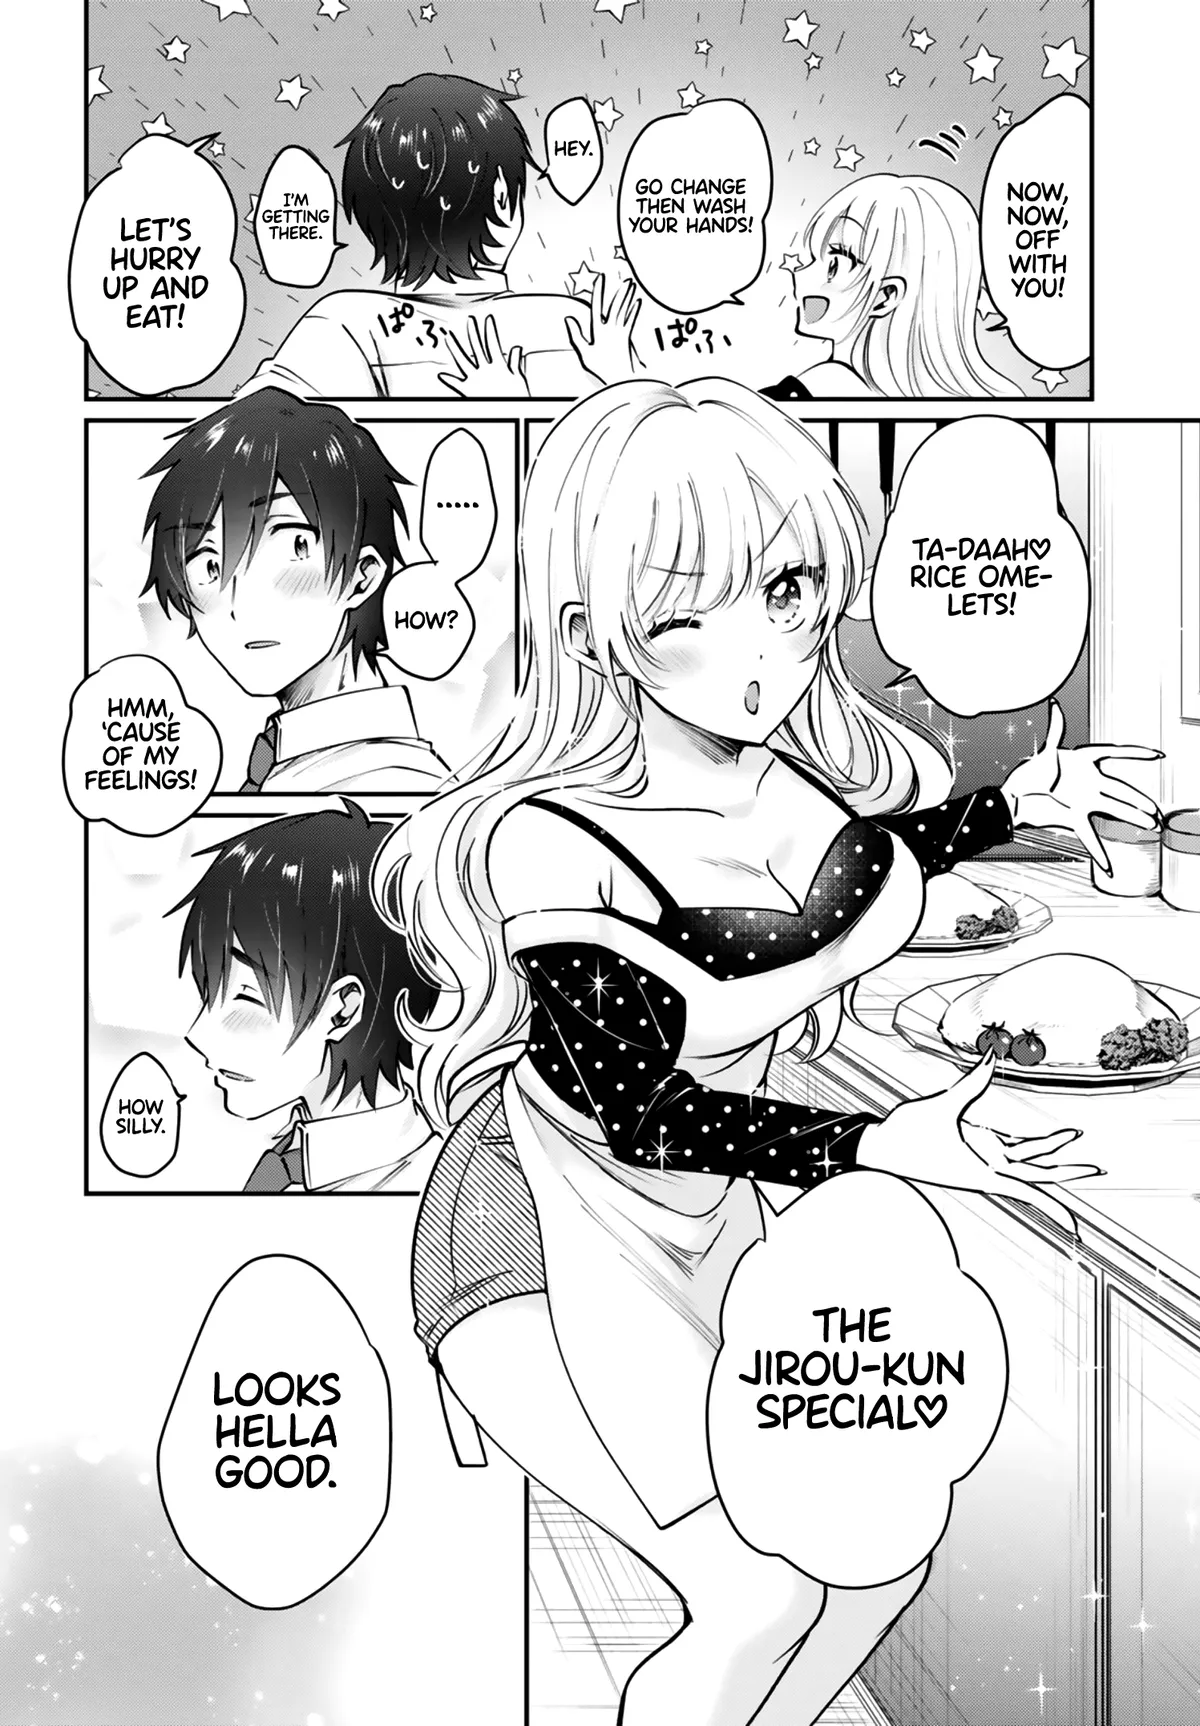 NOW,
NOW,
OFF
WITH
YOU!
GO CHANGE
THEN WASH
YOUR HANDS!
ぱふ
HEY.
ぱふ
I'M
GETTING
THERE.
LET'S
HURRY
UP AND
EAT!
TA-DAAH♡
RICE OME-
LETS!
THE
JIROU-KUN
SPECIAL♡
LOOKS
HELLA
GOOD.
.....
HOW?
HMM,
'CAUSE
OF MY
FEELINGS!
HOW
SILLY.